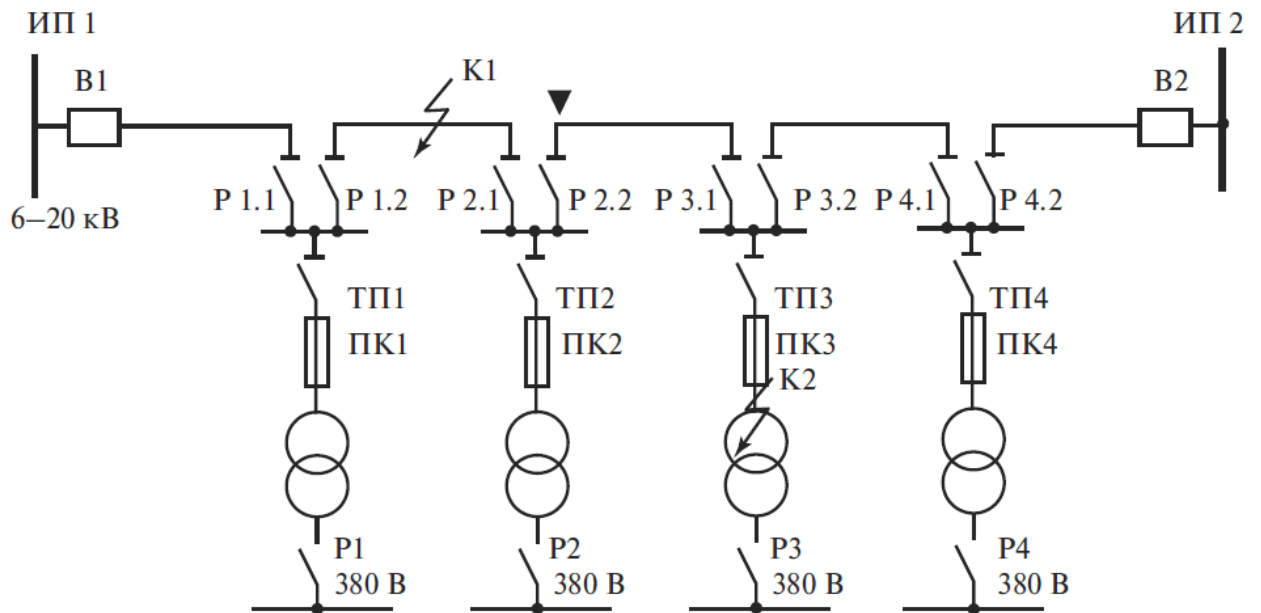 ИП 1
ИП 2
В1
К1
В2
Р 1.1
Р 1.2
Р 2.1
Р 2.2
Р 3.1
Р 3.2
Р 4.1
Р 4.2
6–20 кВ
ТП1
ТП2
ТП3
ТП4
ПК1
ПК2
ПК3
ПК4
К2
Р1
Р2
Р3
Р4
380 В
380 В
380 В
380 В